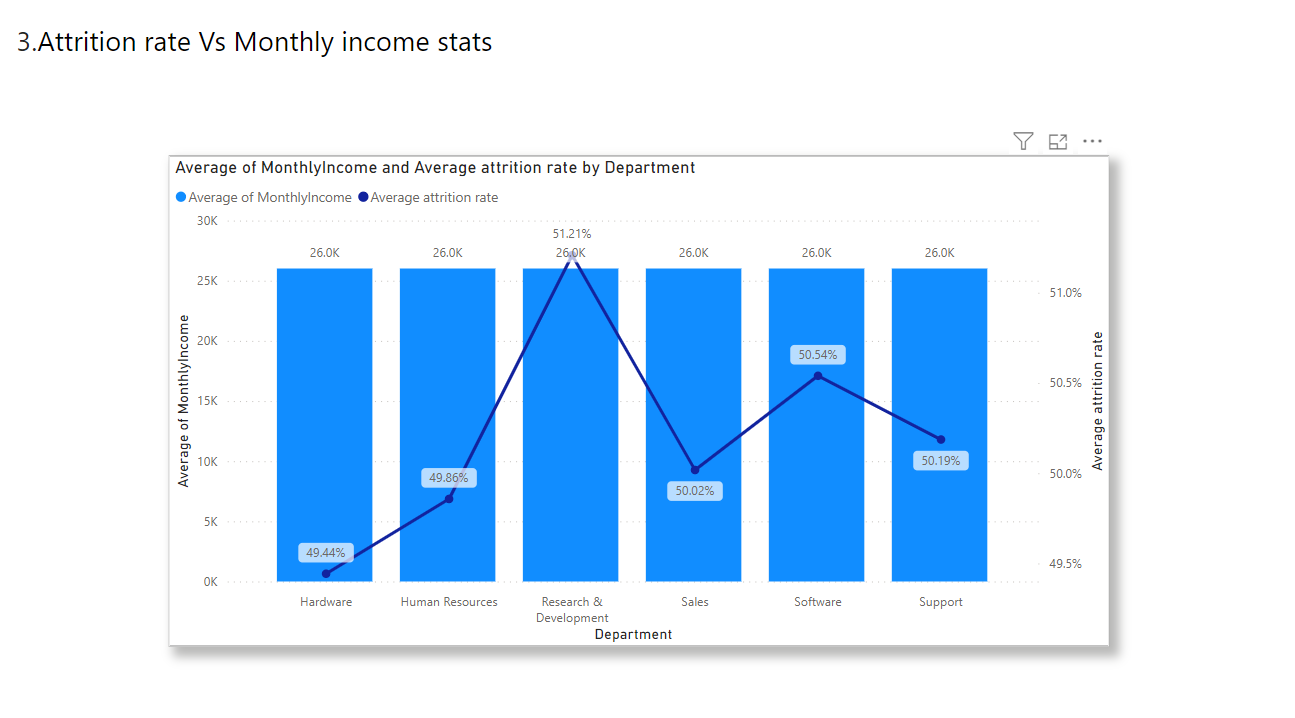 3.Attrition rate Vs Monthly income stats
Average of MonthlyIncome and Average attrition rate by Department
Average of MonthlyIncome Average attrition rate
30K
25K
20K
15K
10K
5K
0K
Average of MonthlyIncome
26.0K
26.0K
51.21%
26.0K
26.0K
26.0K
26.0K
49.44%
49.86%
50.02%
50.54%
50.19%
51.0%
50.5%
50.0%
49.5%
Average attrition rate
Hardware
Human Resources
Research &
Development
Sales
Software
Support
Department